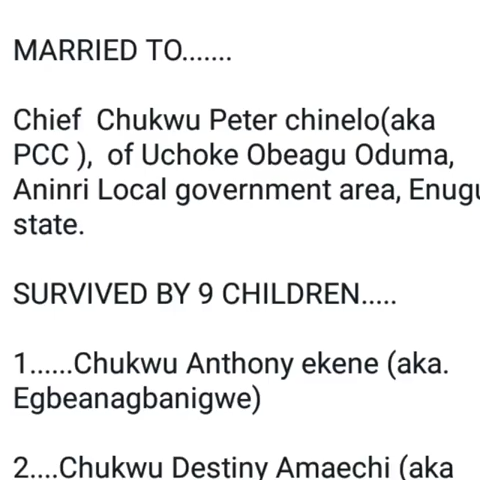 MARRIED TO.......
Chief  Chukwu Peter chinelo(aka
PCC ),  of Uchoke Obeagu Oduma,
Aninri Local government area, Enugu
state.
SURVIVED BY 9 CHILDREN.....
1......Chukwu Anthony ekene (aka.
Egbeanagbanigwe)
2....Chukwu Destiny Amaechi (aka